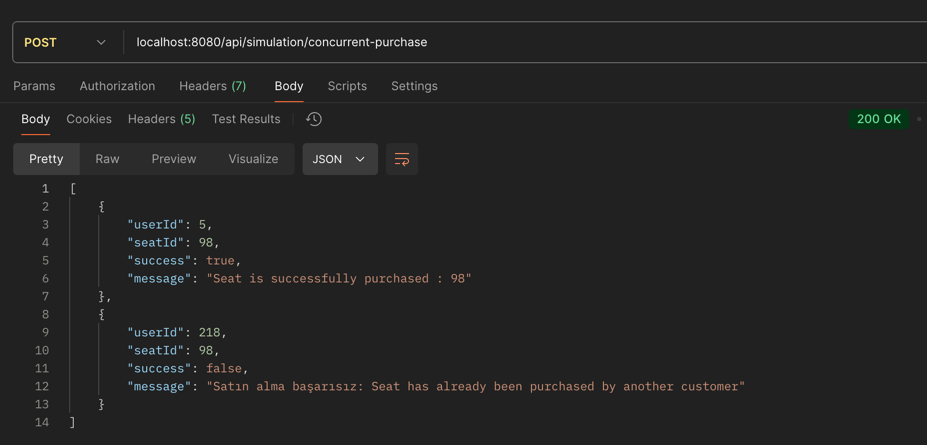 POST localhost:8080/api/simulation/concurrent-purchase
Params Authorization Headers (7) Body Scripts Settings
Body Cookies Headers (5) Test Results 200 OK
Pretty Raw Preview Visualize JSON
1 [
2 {
3 "userId": 5,
4 "seatId": 98,
5 "success": true,
6 "message": "Seat is successfully purchased : 98"
7 },
8 {
9 "userId": 218,
10 "seatId": 98,
11 "success": false,
12 "message": "Satın alma başarısız: Seat has already been purchased by another customer"
13 }
14 ]